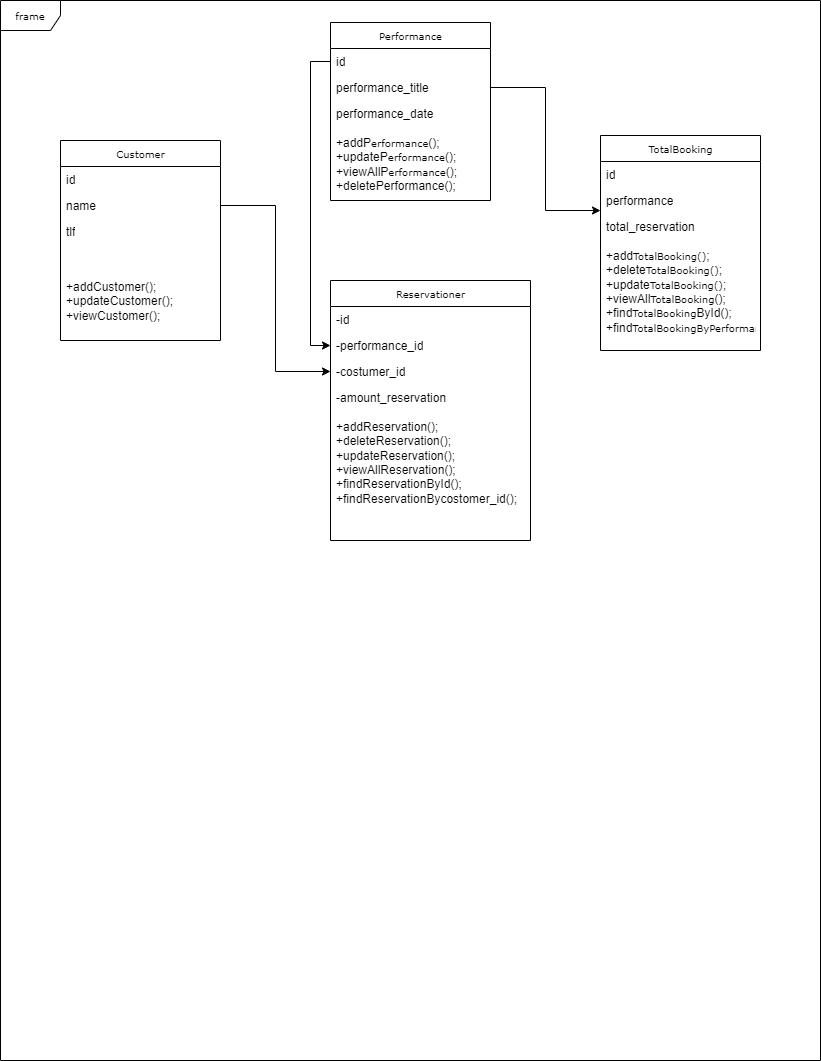 frame
Performance
id
performance_title
performance_date
+addPerformance();
+updatePerformance();
+viewAllPerformance();
+deletePerformance();
Customer
id
name
tlf
+addCustomer();
+updateCustomer();
+viewCustomer();
TotalBooking
id
performance
total_reservation
+addTotalBooking();
+deleteTotalBooking();
+updateTotalBooking();
+viewAllTotalBooking();
+findTotalBookingById();
+findTotalBookingByPerforma
Reservationer
-id
-performance_id
-costumer_id
-amount_reservation
+addReservation();
+deleteReservation();
+updateReservation();
+viewAllReservation();
+findReservationById();
+findReservationBycostomer_id();